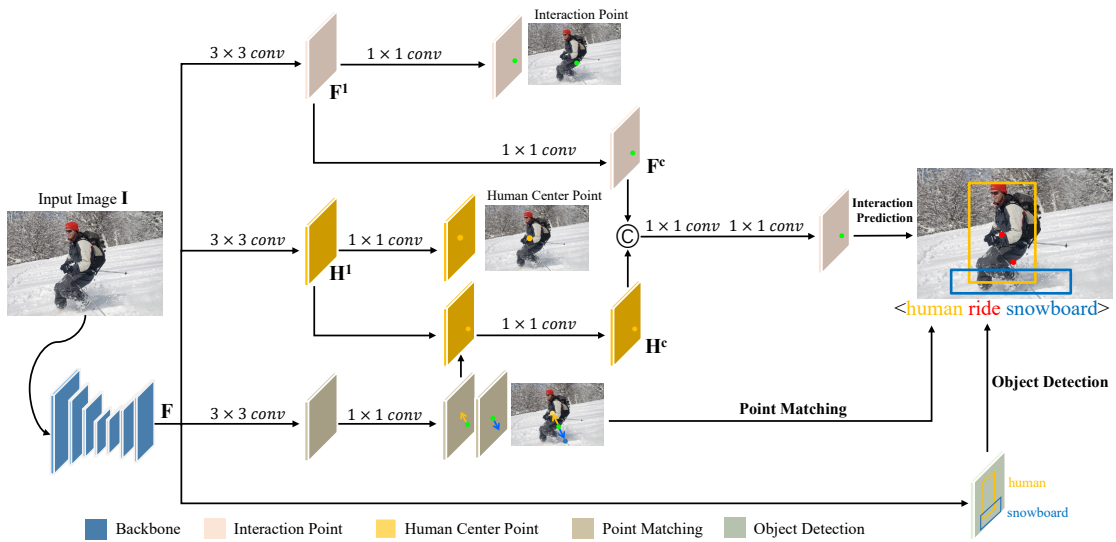 Interaction Point
3 × 3 conv
1 × 1 conv
F¹
1 × 1 conv
Fᶜ
Input Image I
Human Center Point
3 × 3 conv
1 × 1 conv
H¹
©
1 × 1 conv 1 × 1 conv
Interaction
Prediction
<human ride snowboard>
1 × 1 conv
Hᶜ
F
3 × 3 conv
1 × 1 conv
Point Matching
Object Detection
human
snowboard
Backbone
Interaction Point
Human Center Point
Point Matching
Object Detection